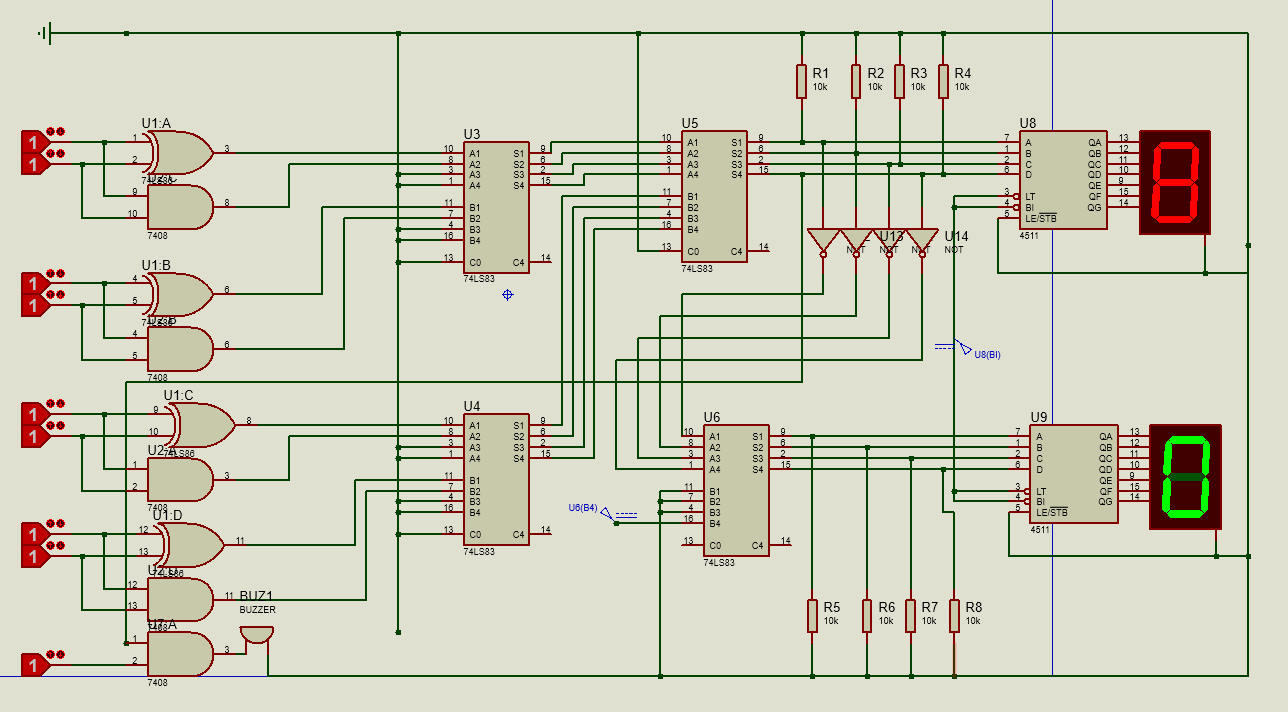 R1
10k
R2
10k
R3
10k
R4
10k
U1:A
1
1
1
2
3
74LS86
9
10
8
7408
U3
10 A1 S1 9
8 A2 S2 6
3 A3 S3 2
1 A4 S4 15
11 B1
7 B2
4 B3
16 B4
13 C0 C4 14
74LS83
U5
10 A1 S1 9
8 A2 S2 6
3 A3 S3 2
1 A4 S4 15
11 B1
7 B2
4 B3
16 B4
13 C0 C4 14
74LS83
U8
7 A QA 13
1 B QB 12
2 C QC 11
6 D QD 10
QE 9
QF 15
QG 14
3 LT
4 BI
5 LE/STB
4511
U13
U14
NOT
NOT
NOT
NOT
U1:B
1
1
4
5
6
74LS86
4
5
6
7408
U8(BI)
U1:C
1
1
9
10
8
74LS86
1
2
3
7408
U4
10 A1 S1 9
8 A2 S2 6
3 A3 S3 2
1 A4 S4 15
11 B1
7 B2
4 B3
16 B4
13 C0 C4 14
74LS83
U6
10 A1 S1 9
8 A2 S2 6
3 A3 S3 2
1 A4 S4 15
11 B1
7 B2
4 B3
16 B4
13 C0 C4 14
74LS83
U6(B4)
U9
7 A QA 13
1 B QB 12
2 C QC 11
6 D QD 10
QE 9
QF 15
QG 14
3 LT
4 BI
5 LE/STB
4511
U1:D
1
1
12
13
11
74LS86
12
13
11
7408
BUZ1
BUZZER
U7:A
1
1
2
3
7408
R5
10k
R6
10k
R7
10k
R8
10k
8
0